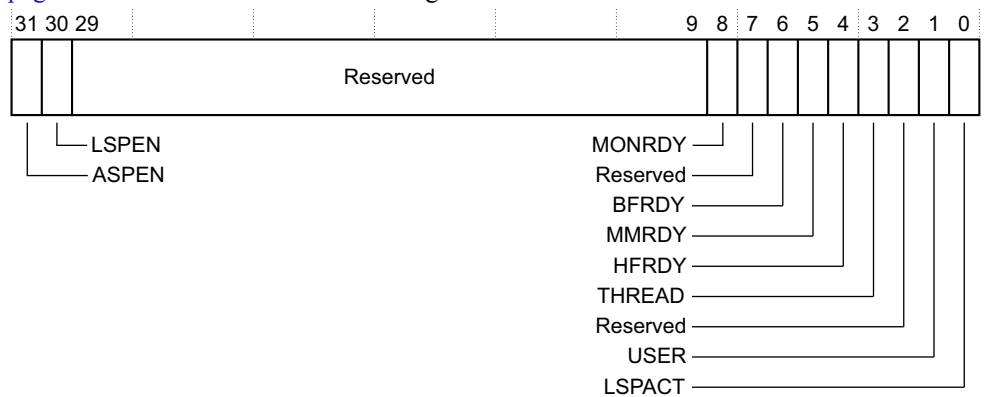 31 30 29 9 8 7 6 5 4 3 2 1 0
Reserved
LSPEN MONRDY
ASPEN Reserved
BFRDY
MMRDY
HFRDY
THREAD
Reserved
USER
LSPACT